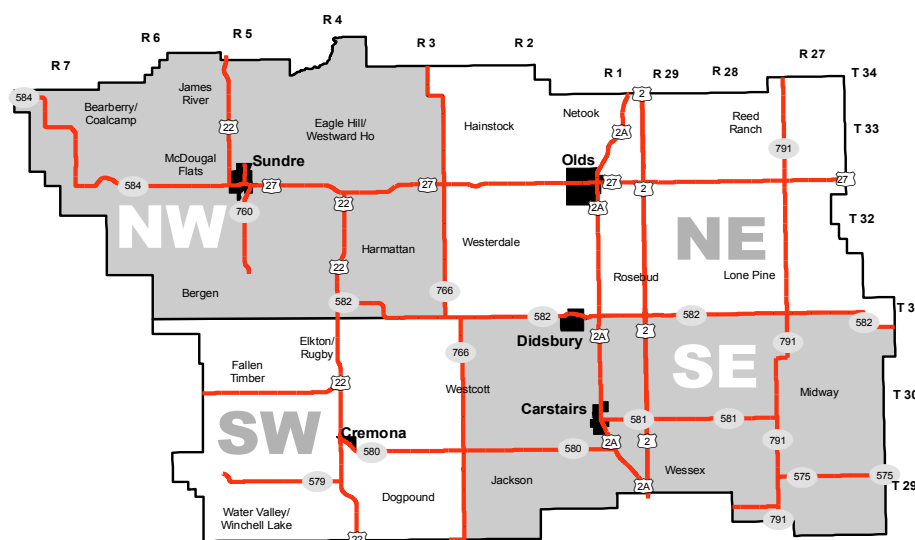 R 4
R 5
R 6
R 3
R 2
R 27
R 7
R 1
R 29
R 28
T 34
584
James
River
2
Bearberry/
Coalcamp
Eagle Hill/
Westward Ho
Netook
Reed
Ranch
22
Hainstock
2A
T 33
791
McDougal
Flats
Sundre
Olds
584
27
27
27
2
27
22
2A
760
T 32
NW
NE
Harmattan
Westerdale
22
Rosebud
Lone Pine
Bergen
766
582
T 3
582
582
582
Elkton/
Rugby
Didsbury
2A
2
791
766
Fallen
Timber
SE
22
Westcott
Midway
T 30
Carstairs
581
581
SW
Cremona
2A
2
791
580
580
Wessex
579
Jackson
575
575
T 29
2A
Dogpound
Water Valley/
Winchell Lake
791
22